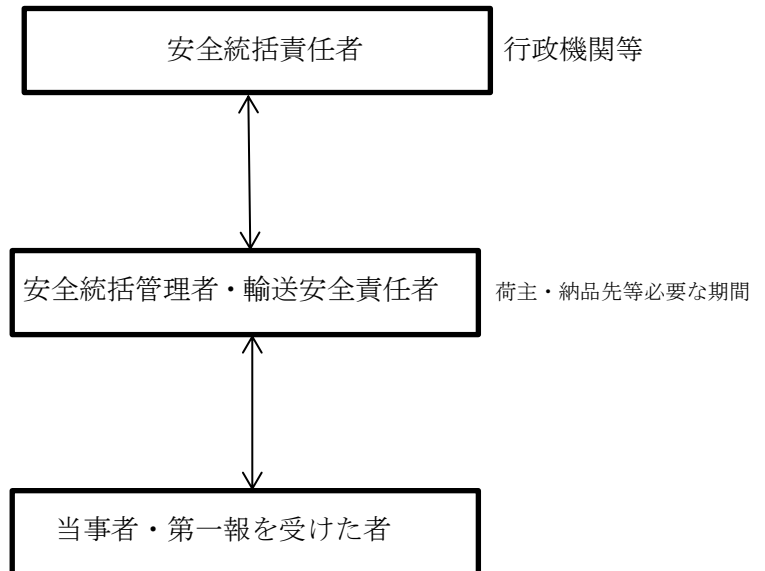 安全統括責任者
行政機関等
安全統括管理者・輸送安全責任者
荷主・納品先等必要な期間
当事者・第一報を受けた者